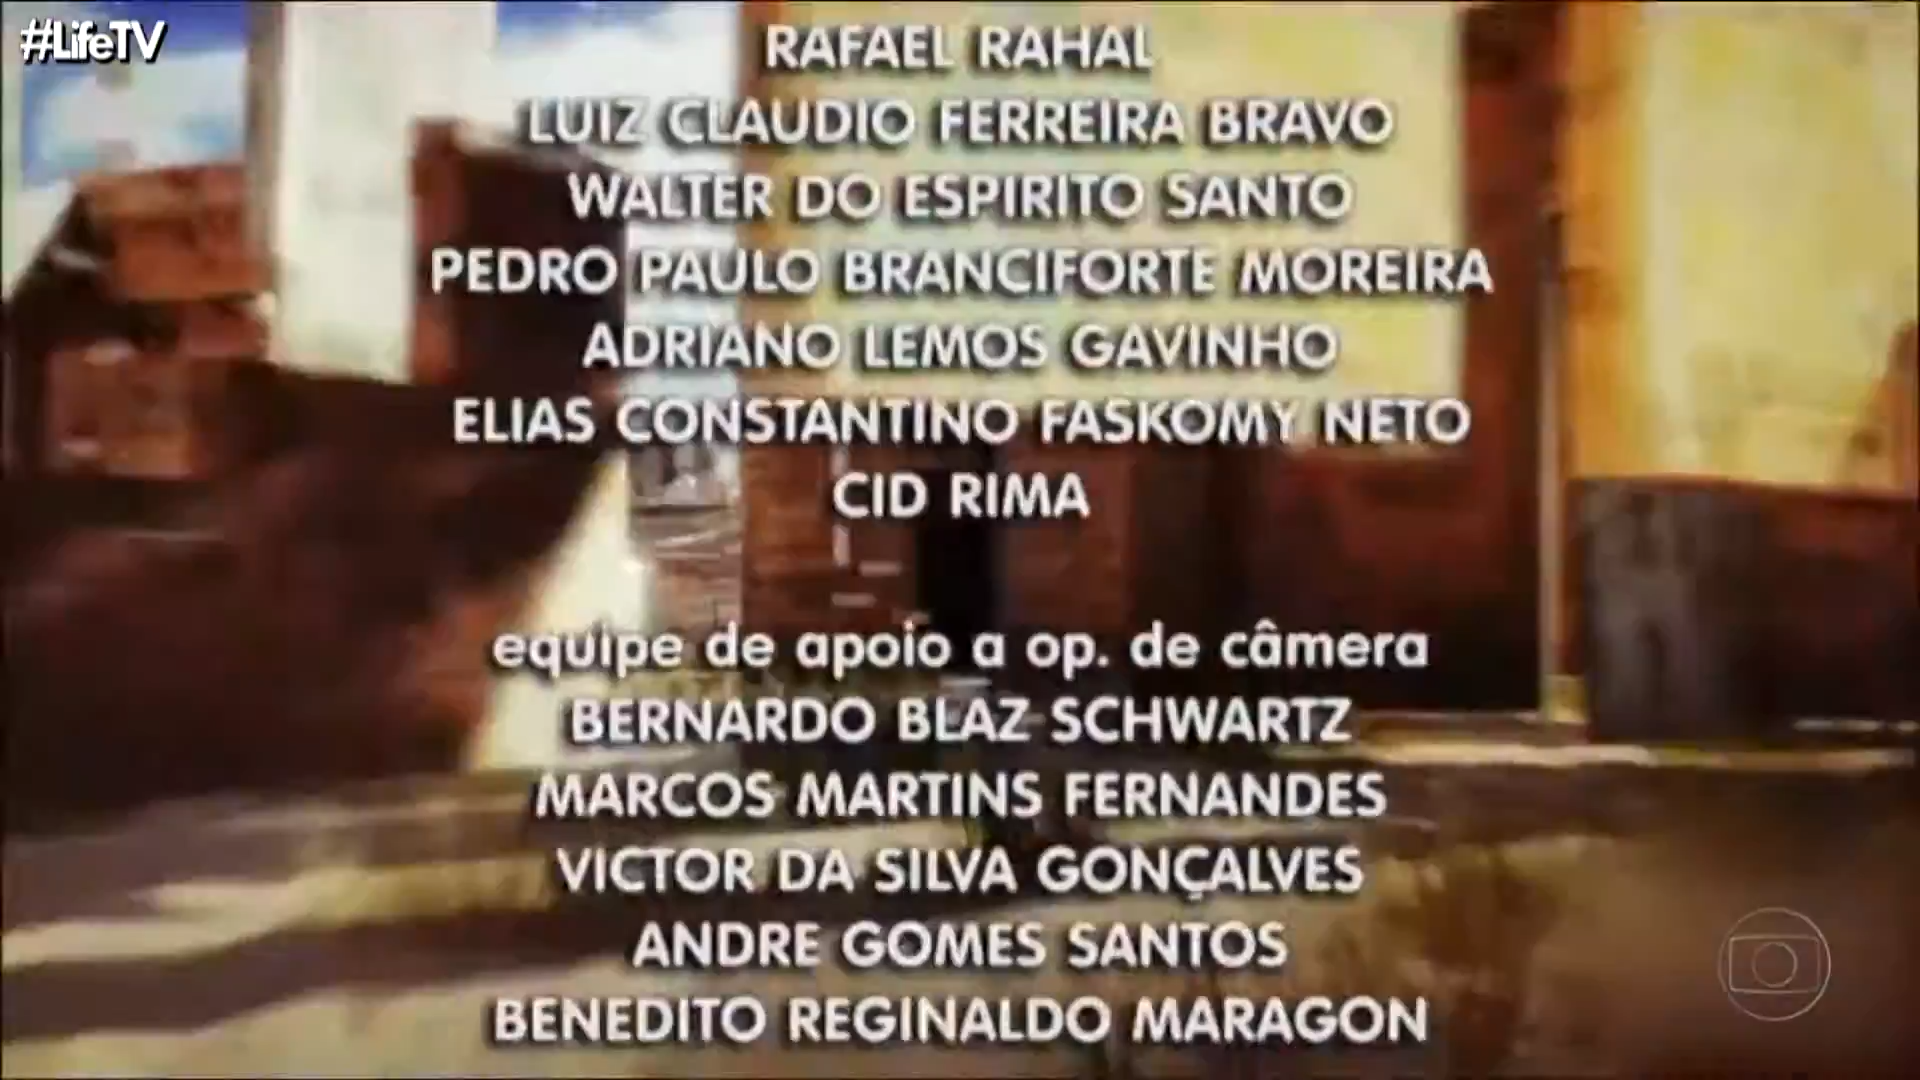 #LifeTV
RAFAEL RAHAL
LUIZ CLAUDIO FERREIRA BRAVO
WALTER DO ESPIRITO SANTO
PEDRO PAULO BRANCIFORTE MOREIRA
ADRIANO LEMOS GAVINHO
ELIAS CONSTANTINO FASKOMY NETO
CID RIMA
equipe de apoio a op. de câmera
BERNARDO BLAZ SCHWARTZ
MARCOS MARTINS FERNANDES
VICTOR DA SILVA GONÇALVES
ANDRE GOMES SANTOS
BENEDITO REGINALDO MARAGON